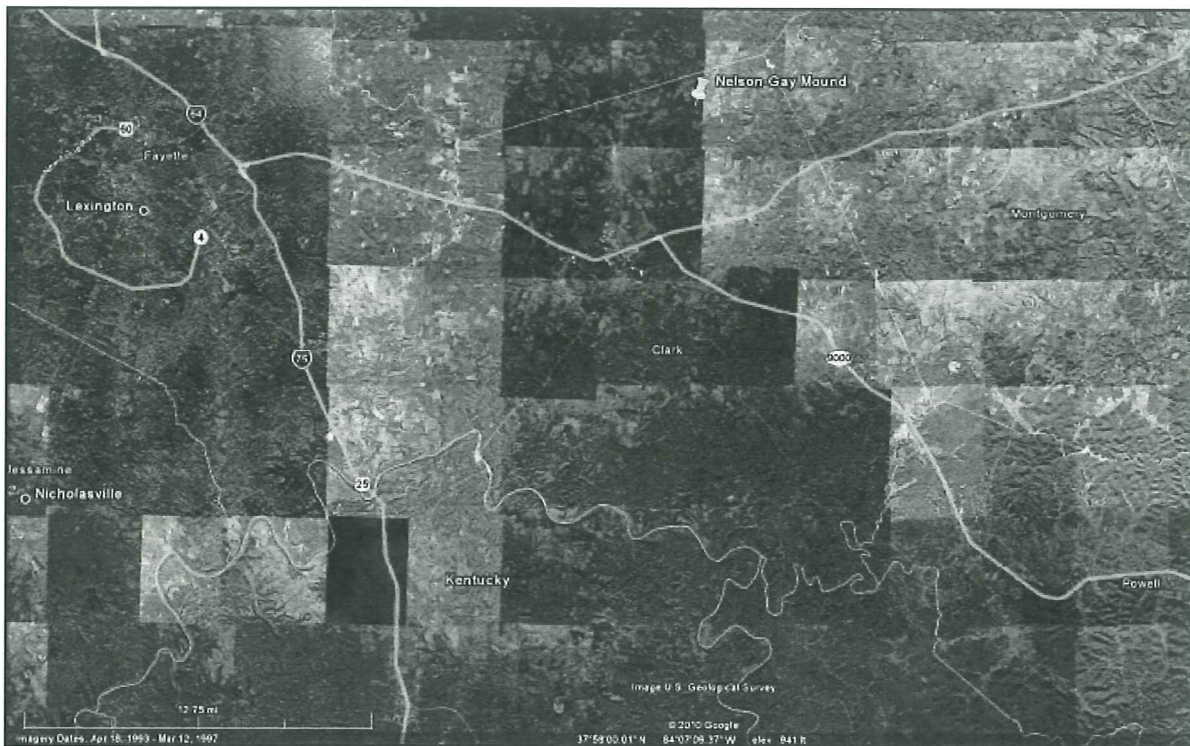 Nelson Gay Mound
64
60
Fayette
Lexington
4
Montgomery
Clark
75
2000
Jessamine
Nicholasville
25
Kentucky
Powell
Image U.S. Geological Survey
12.75 mi
© 2010 Google
Imagery Dates: Apr 18, 1993 - Mar 12, 1997
37°58'00.01" N
84°07'06.37" W
elev 941 ft